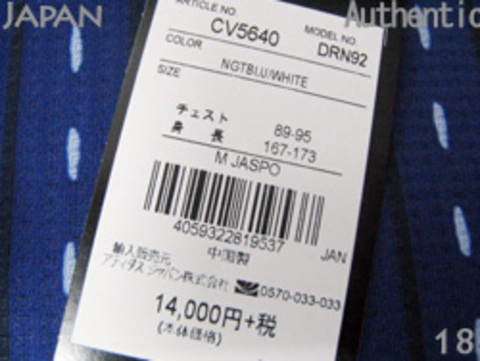 JAPAN
Authentic
ARTICLE NO.
CV5640
MODEL NO.
DRN92
COLOR
NGTBLU/WHITE
SIZE
チェスト 89-95
身長 167-173
M JASPO
4059322819537
JAN
中国製
輸入販売元
アディダス ジャパン株式会社
0570-033-033
14,000円+税
(本体価格)
18